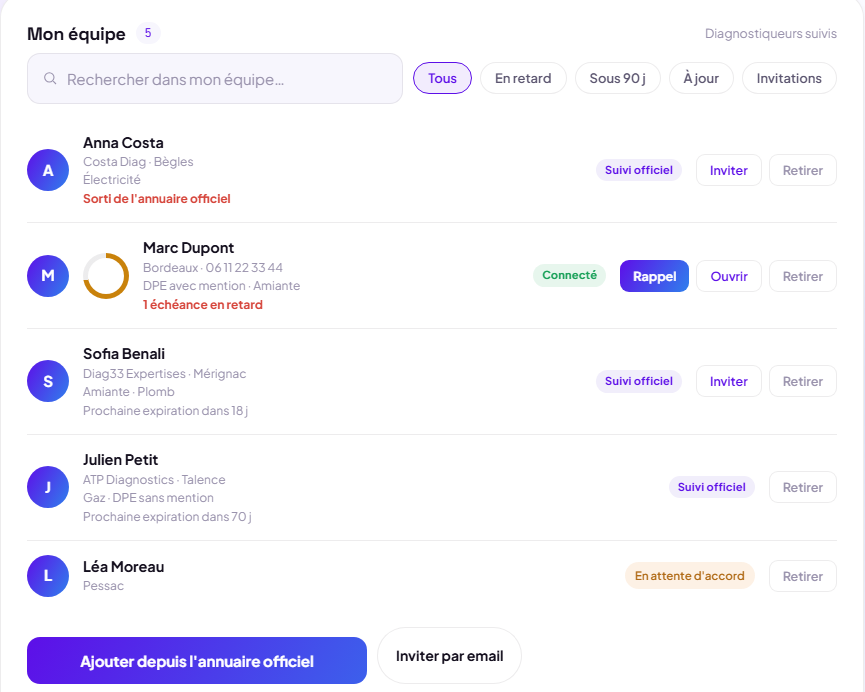 Mon équipe 5
Diagnostiqueurs suivis
Rechercher dans mon équipe…
Tous
En retard
Sous 90 j
À jour
Invitations
A
Anna Costa
Costa Diag · Bègles
Électricité
Sorti de l'annuaire officiel
Suivi officiel
Inviter
Retirer
M
Marc Dupont
Bordeaux · 06 11 22 33 44
DPE avec mention · Amiante
1 échéance en retard
Connecté
Rappel
Ouvrir
Retirer
S
Sofia Benali
Diag33 Expertises · Mérignac
Amiante · Plomb
Prochaine expiration dans 18 j
Suivi officiel
Inviter
Retirer
J
Julien Petit
ATP Diagnostics · Talence
Gaz · DPE sans mention
Prochaine expiration dans 70 j
Suivi officiel
Retirer
L
Léa Moreau
Pessac
En attente d'accord
Retirer
Ajouter depuis l'annuaire officiel
Inviter par email